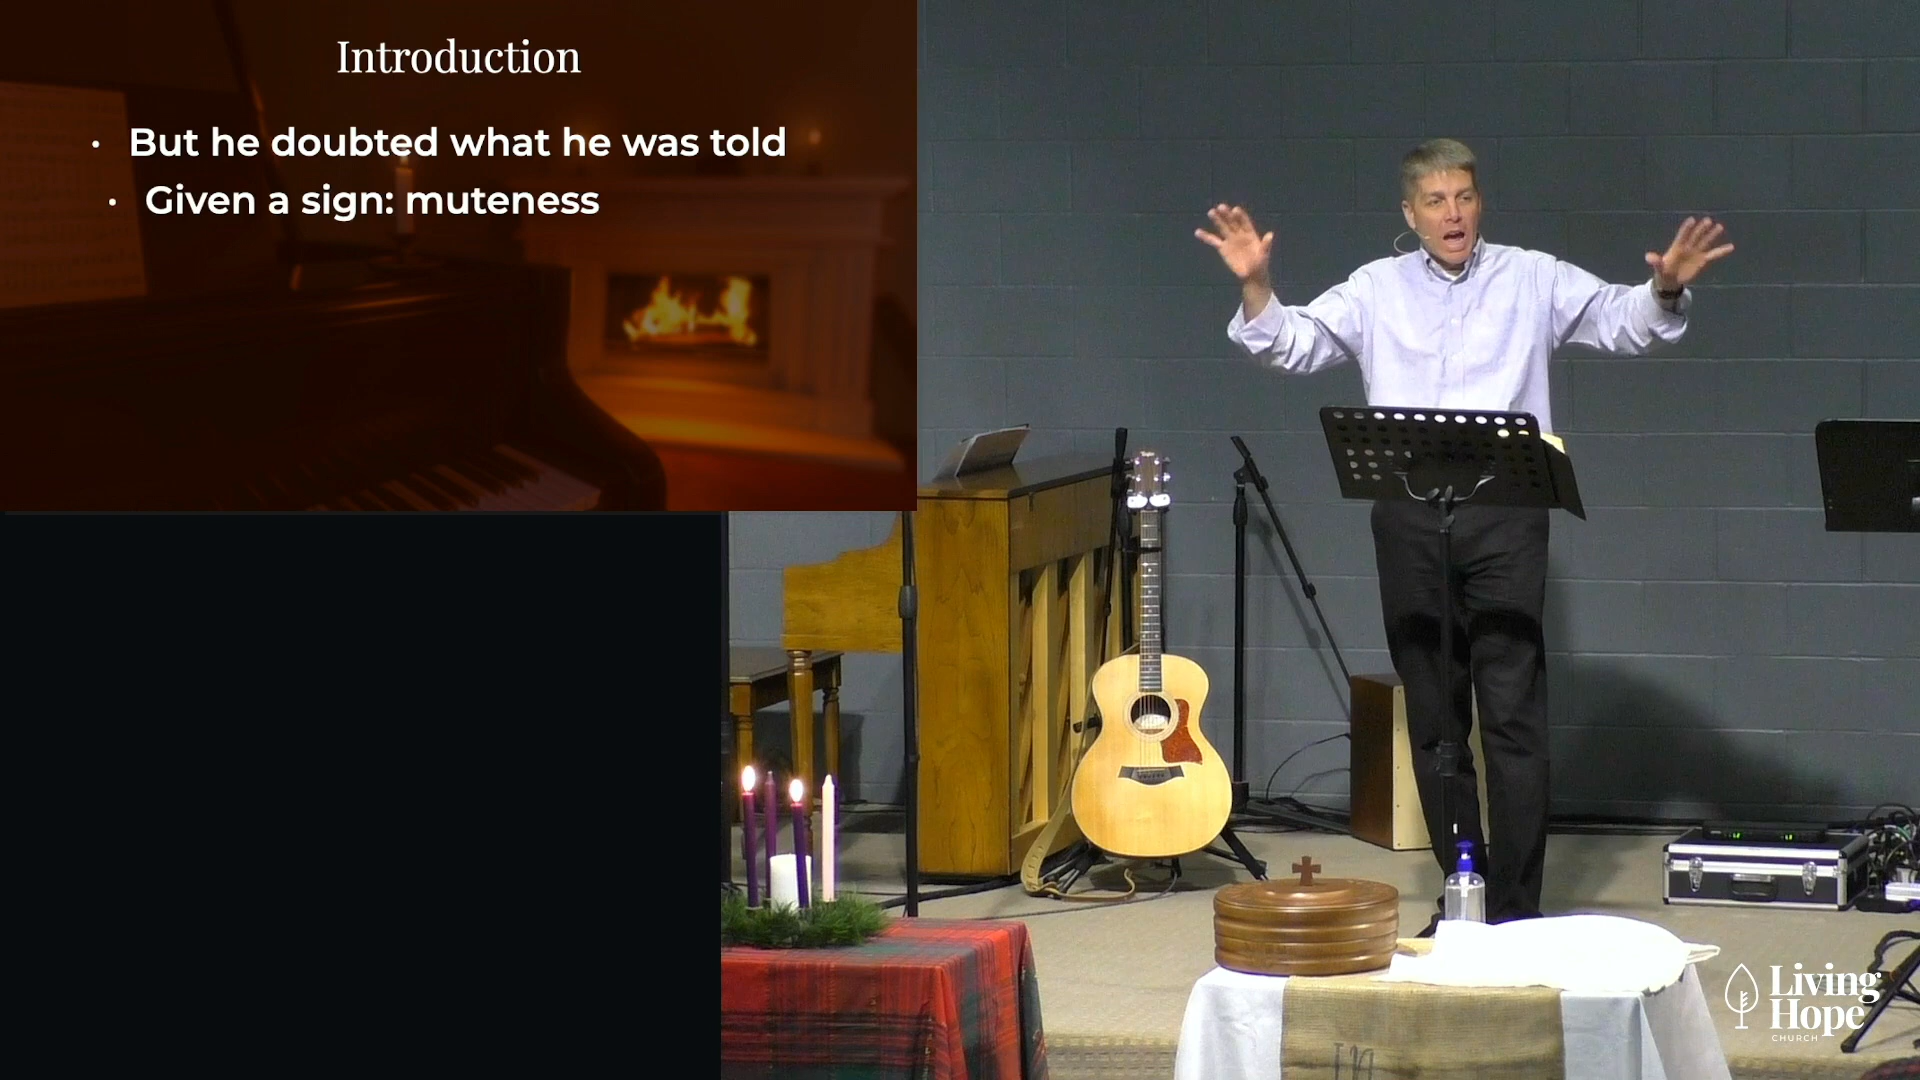 Introduction
• But he doubted what he was told
• Given a sign: muteness
Living
Hope
CHURCH